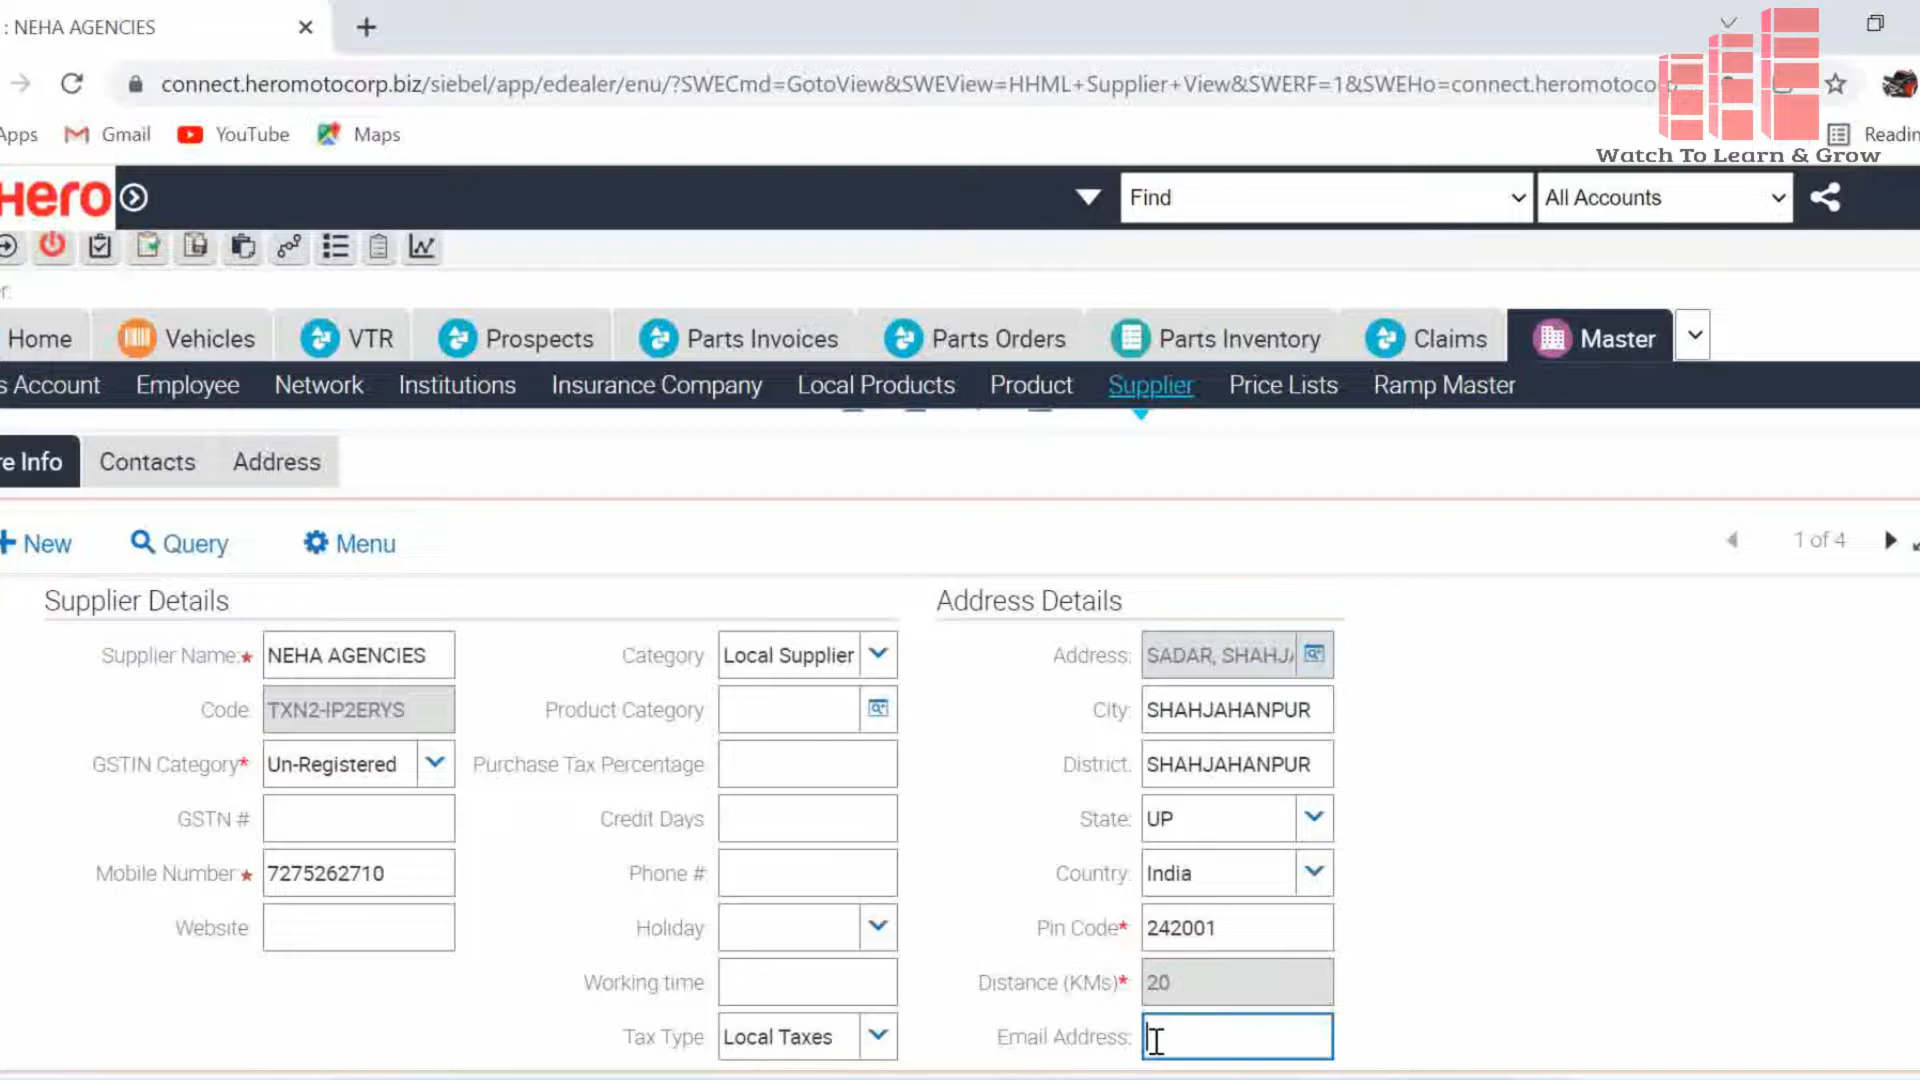 : NEHA AGENCIES
connect.heromotocorp.biz/siebel/app/edealer/enu/?SWECmd=GotoView&SWEView=HHML+Supplier+View&SWERF=1&SWEHo=connect.heromotoco
Apps Gmail YouTube Maps
Readin
Watch To Learn & Grow
Hero
Find All Accounts
r:
Home Vehicles VTR Prospects Parts Invoices Parts Orders Parts Inventory Claims Master
s Account Employee Network Institutions Insurance Company Local Products Product Supplier Price Lists Ramp Master
re Info Contacts Address
+ New Query Menu
1 of 4
Supplier Details
Supplier Name:* NEHA AGENCIES
Code TXN2-IP2ERYS
GSTIN Category* Un-Registered
GSTN #
Mobile Number* 7275262710
Website
Category Local Supplier
Product Category
Purchase Tax Percentage
Credit Days
Phone #
Holiday
Working time
Tax Type Local Taxes
Address Details
Address: SADAR, SHAHJA
City: SHAHJAHANPUR
District: SHAHJAHANPUR
State: UP
Country: India
Pin Code* 242001
Distance (KMs)* 20
Email Address: